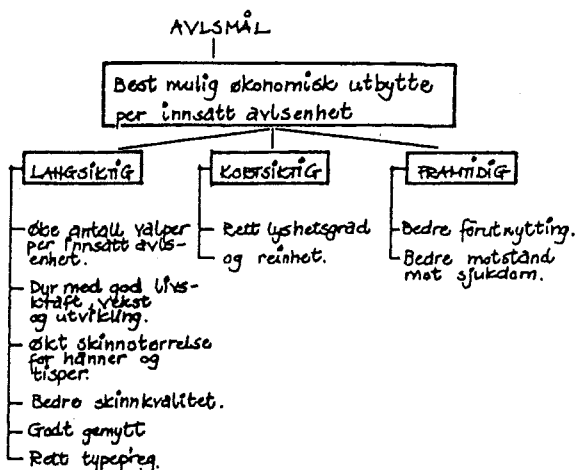 AVLSMÅL
Best mulig økonomisk utbytte
per innsatt avlsenhet
LANGSIKTIG
Øke antall valper
per innsatt avls-
enhet.
Dyr med god livs-
kraft, vekst
og utvikling.
Økt skinnstørrelse
for hanner og
tisper.
Bedre skinnkvalitet.
Godt gemytt
Rett typepreg.
KORTSIKTIG
Rett lyshetsgrad
og reinhet.
FRAMTIDIG
Bedre fôrutnytting.
Bedre motstand
mot sjukdom.